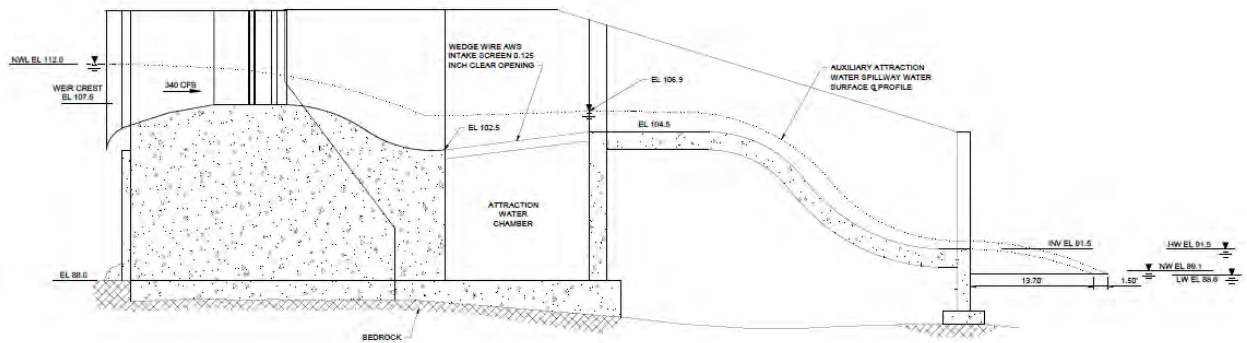 WEDGE WIRE AWS
INTAKE SCREEN 0.125
INCH CLEAR OPENING
NWL EL 112.0
EL 106.9
AUXILIARY ATTRACTION
WATER SPILLWAY WATER
SURFACE ℄ PROFILE
WEIR CREST
EL 107.6
340 CFS
EL 102.5
EL 104.5
ATTRACTION
WATER
CHAMBER
INV EL 91.5
HW EL 91.5
EL 88.6
NW EL 89.1
LW EL 88.6
13.70'
1.50'
BEDROCK